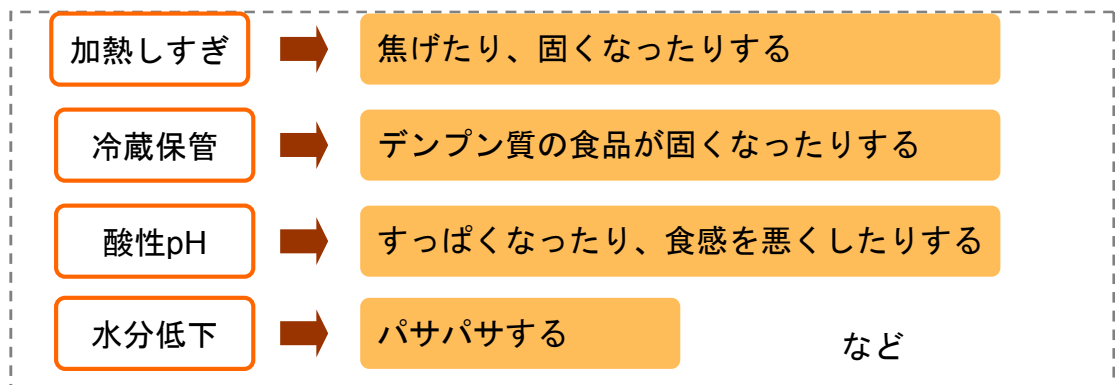 加熱しすぎ 焦げたり、固くなったりする
冷蔵保管 デンプン質の食品が固くなったりする
酸性pH すっぱくなったり、食感を悪くしたりする
水分低下 パサパサする
など